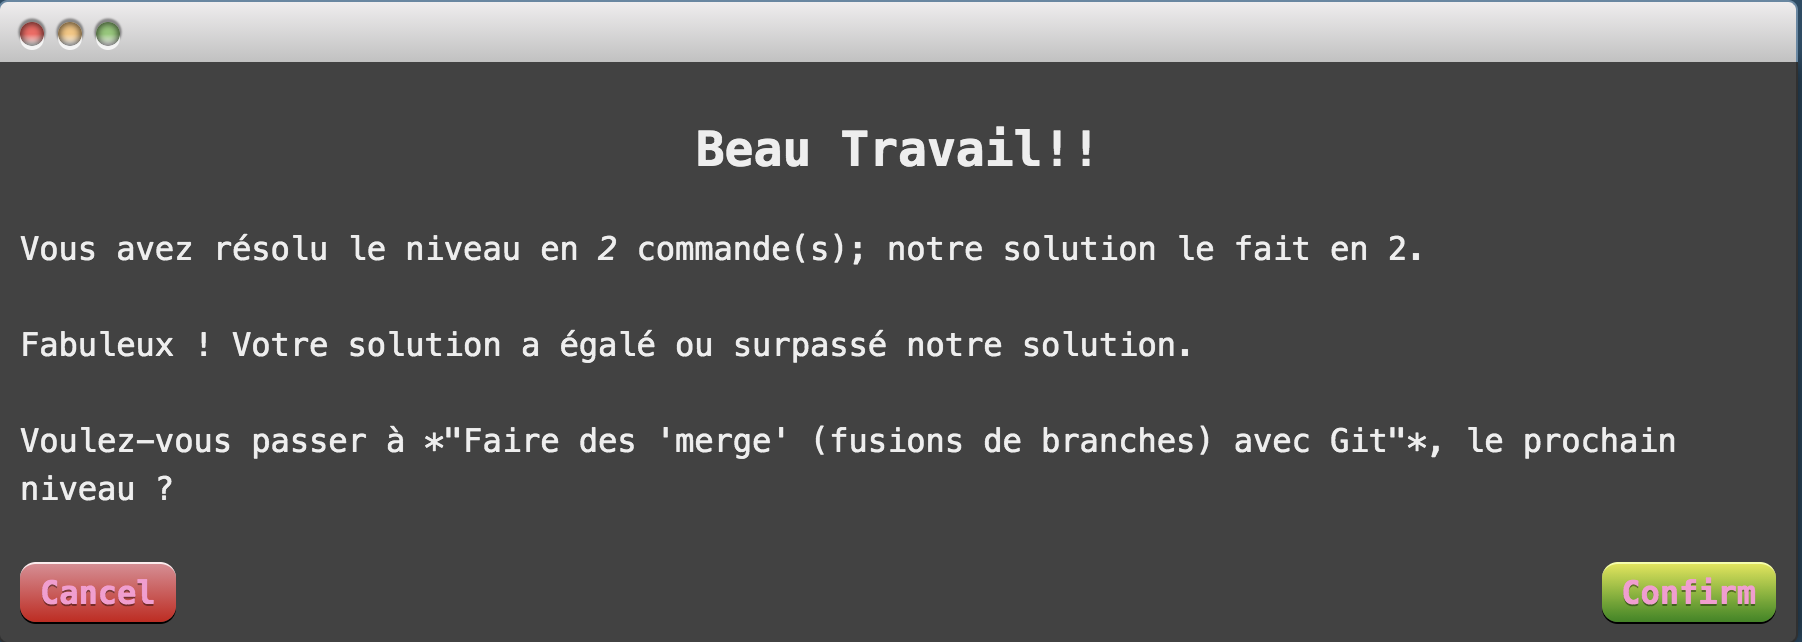 Beau Travail!!
Vous avez résolu le niveau en 2 commande(s); notre solution le fait en 2.
Fabuleux ! Votre solution a égalé ou surpassé notre solution.
Voulez-vous passer à *"Faire des 'merge' (fusions de branches) avec Git"*, le prochain
niveau ?
Cancel
Confirm